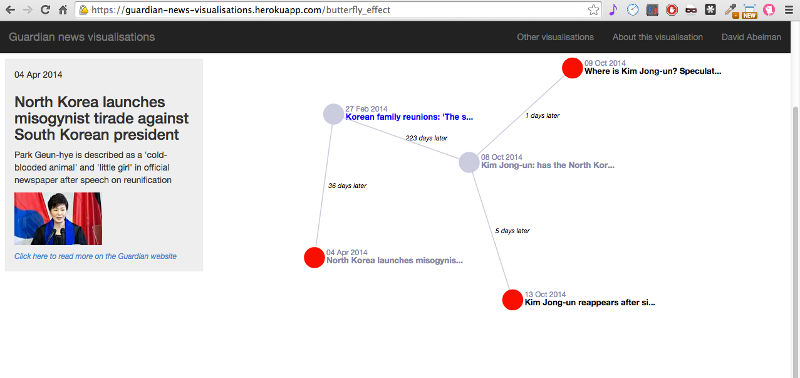 https://guardian-news-visualisations.herokuapp.com/butterfly_effect
NEW
Guardian news visualisations
Other visualisations
About this visualisation
David Abelman
04 Apr 2014
North Korea launches
misogynist tirade against
South Korean president
Park Geun-hye is described as a 'cold-
blooded animal' and 'little girl' in official
newspaper after speech on reunification
Click here to read more on the Guardian website
09 Oct 2014
Where is Kim Jong-un? Speculat...
27 Feb 2014
Korean family reunions: 'The s...
1 day later
223 days later
08 Oct 2014
Kim Jong-un: has the North Kor...
36 days later
5 days later
04 Apr 2014
North Korea launches misogynis...
13 Oct 2014
Kim Jong-un reappears after si...